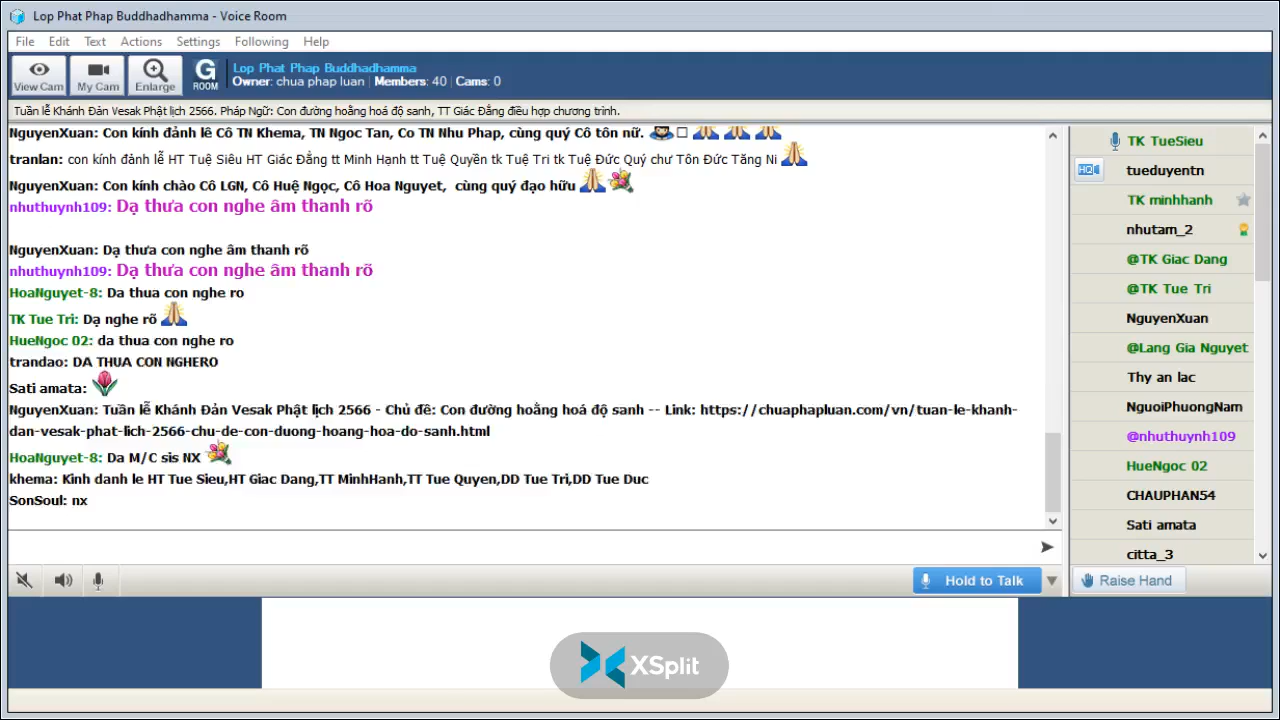 Lop Phat Phap Buddhadhamma - Voice Room
File Edit Text Actions Settings Following Help
View Cam
My Cam
Enlarge
G ROOM
Lop Phat Phap Buddhadhamma
Owner: chua phap luan | Members: 40 | Cams: 0
Tuần lễ Khánh Đản Vesak Phật lịch 2566. Pháp Ngữ: Con đường hoằng hoá độ sanh, TT Giác Đẳng điều hợp chương trình.
NguyenXuan: Con kính đảnh lê Cô TN Khema, TN Ngoc Tan, Co TN Nhu Phap, cùng quý Cô tôn nữ.
tranlan: con kính đảnh lễ HT Tuệ Siêu HT Giác Đẳng tt Minh Hạnh tt Tuệ Quyền tk Tuệ Tri tk Tuệ Đức Quý chư Tôn Đức Tăng Ni
NguyenXuan: Con kính chào Cô LGN, Cô Huệ Ngọc, Cô Hoa Nguyet, cùng quý đạo hữu
nhuthuynh109: Dạ thưa con nghe âm thanh rõ
NguyenXuan: Dạ thưa con nghe âm thanh rõ
nhuthuynh109: Dạ thưa con nghe âm thanh rõ
HoaNguyet-8: Da thua con nghe ro
TK Tue Tri: Dạ nghe rõ
HueNgoc 02: da thua con nghe ro
trandao: DA THUA CON NGHERO
Sati amata:
NguyenXuan: Tuần lễ Khánh Đản Vesak Phật lịch 2566 - Chủ đề: Con đường hoằng hoá độ sanh -- Link: https://chuaphapluan.com/vn/tuan-le-khanh-
dan-vesak-phat-lich-2566-chu-de-con-duong-hoang-hoa-do-sanh.html
HoaNguyet-8: Da M/C sis NX
khema: Kinh danh le HT Tue Sieu,HT Giac Dang,TT MinhHanh,TT Tue Quyen,DD Tue Tri,DD Tue Duc
SonSoul: nx
Hold to Talk
TK TueSieu
HQ
tueduyentn
TK minhhanh
nhutam_2
@TK Giac Dang
@TK Tue Tri
NguyenXuan
@Lang Gia Nguyet
Thy an lac
NguoiPhuongNam
@nhuthuynh109
HueNgoc 02
CHAUPHAN54
Sati amata
citta_3
Raise Hand
XSplit